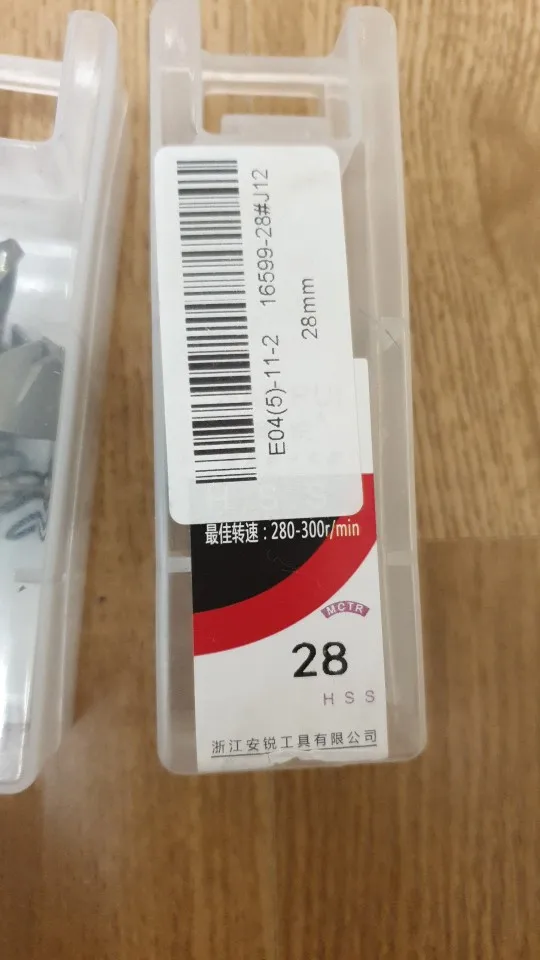 16599-28#J12
E04(5)-11-2
28mm
最佳转速：280-300r/min
MCTR
28
HSS
浙江安锐工具有限公司